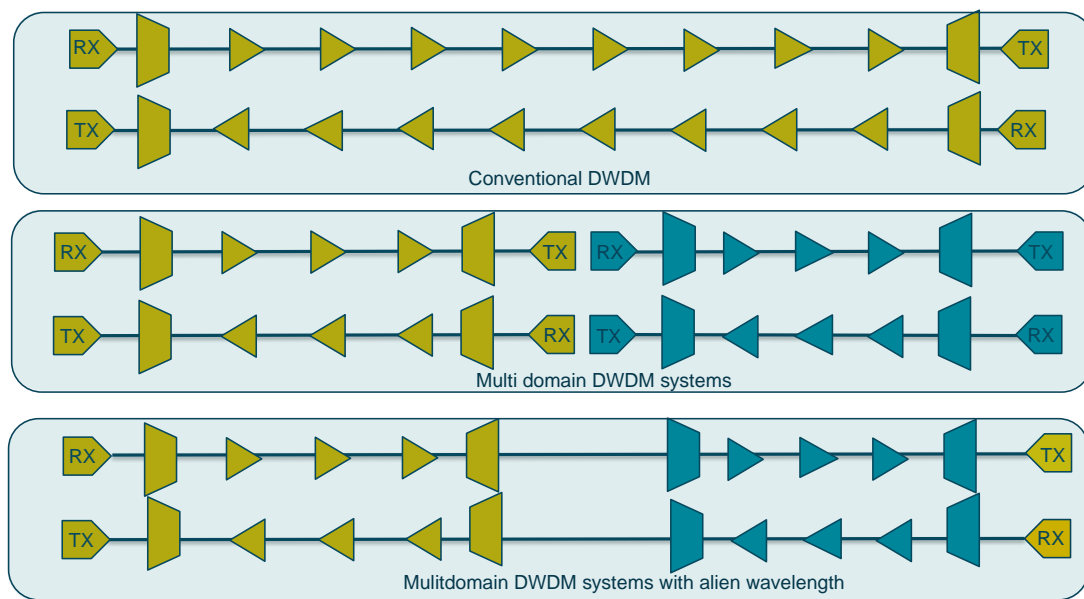 RX TX
TX RX
Conventional DWDM
RX TX RX TX
TX RX TX RX
Multi domain DWDM systems
RX TX
TX RX
Mulitdomain DWDM systems with alien wavelength